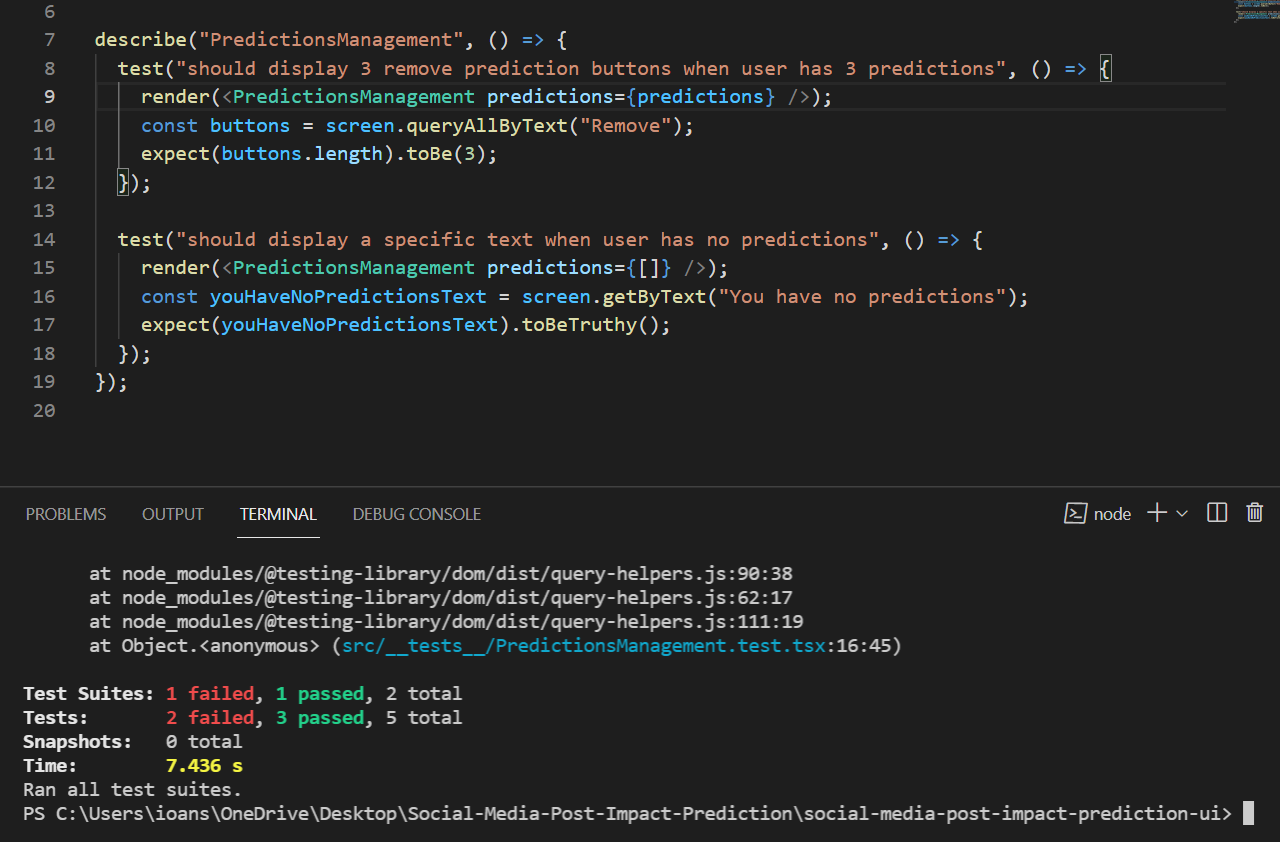 6
7 describe("PredictionsManagement", () => {
8 test("should display 3 remove prediction buttons when user has 3 predictions", () => {
9 render(<PredictionsManagement predictions={predictions} />);
10 const buttons = screen.queryAllByText("Remove");
11 expect(buttons.length).toBe(3);
12 });
13
14 test("should display a specific text when user has no predictions", () => {
15 render(<PredictionsManagement predictions={[]} />);
16 const youHaveNoPredictionsText = screen.getByText("You have no predictions");
17 expect(youHaveNoPredictionsText).toBeTruthy();
18 });
19 });
20
PROBLEMS OUTPUT TERMINAL DEBUG CONSOLE node
at node_modules/@testing-library/dom/dist/query-helpers.js:90:38
at node_modules/@testing-library/dom/dist/query-helpers.js:62:17
at node_modules/@testing-library/dom/dist/query-helpers.js:111:19
at Object.<anonymous> (src/__tests__/PredictionsManagement.test.tsx:16:45)
Test Suites: 1 failed, 1 passed, 2 total
Tests: 2 failed, 3 passed, 5 total
Snapshots: 0 total
Time: 7.436 s
Ran all test suites.
PS C:\Users\ioans\OneDrive\Desktop\Social-Media-Post-Impact-Prediction\social-media-post-impact-prediction-ui>